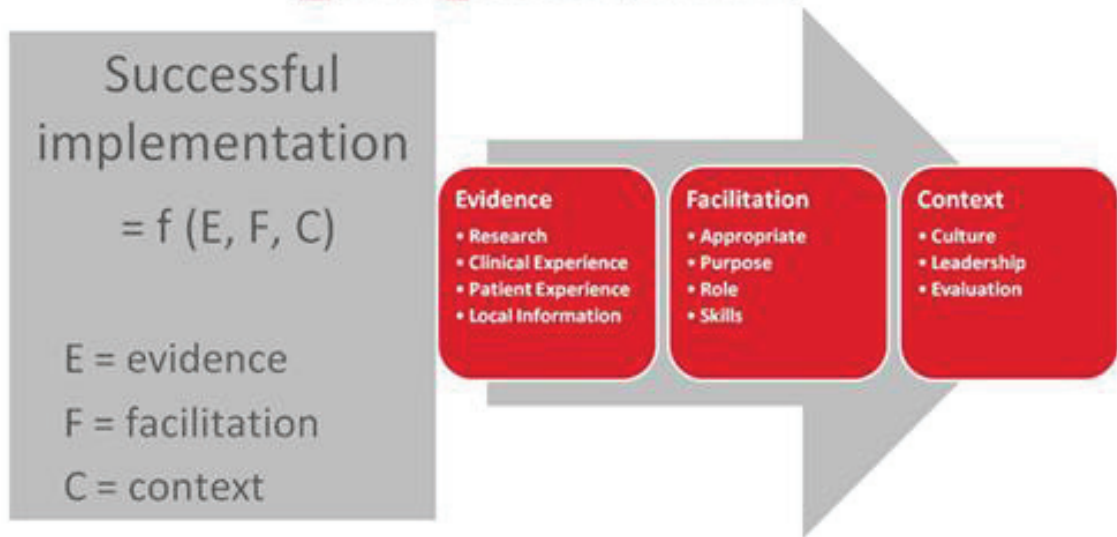 Successful
implementation
= f (E, F, C)
E = evidence
F = facilitation
C = context
Evidence
• Research
• Clinical Experience
• Patient Experience
• Local Information
Facilitation
• Appropriate
• Purpose
• Role
• Skills
Context
• Culture
• Leadership
• Evaluation